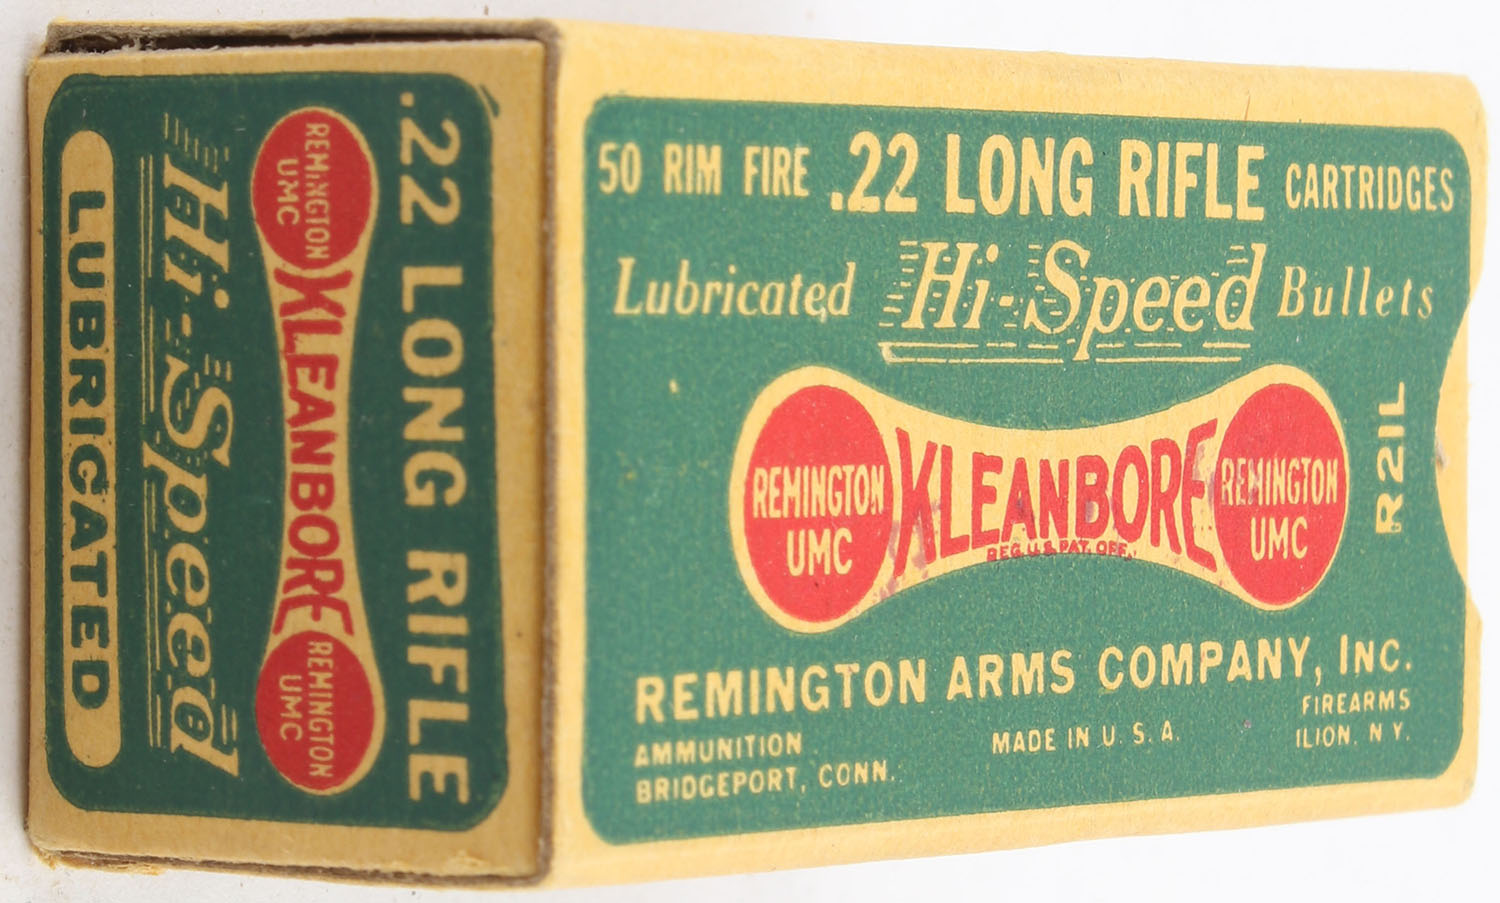 .22 LONG RIFLE
REMINGTON
UMC
KLEANBORE
REMINGTON
UMC
Hi-Speed
LUBRICATED
50 RIM FIRE .22 LONG RIFLE CARTRIDGES
Lubricated Hi-Speed Bullets
REMINGTON
UMC
KLEANBORE
REG. U.S. PAT. OFF.
REMINGTON
UMC
R21L
REMINGTON ARMS COMPANY, INC.
AMMUNITION
BRIDGEPORT, CONN.
MADE IN U. S. A.
FIREARMS
ILION, N.Y.